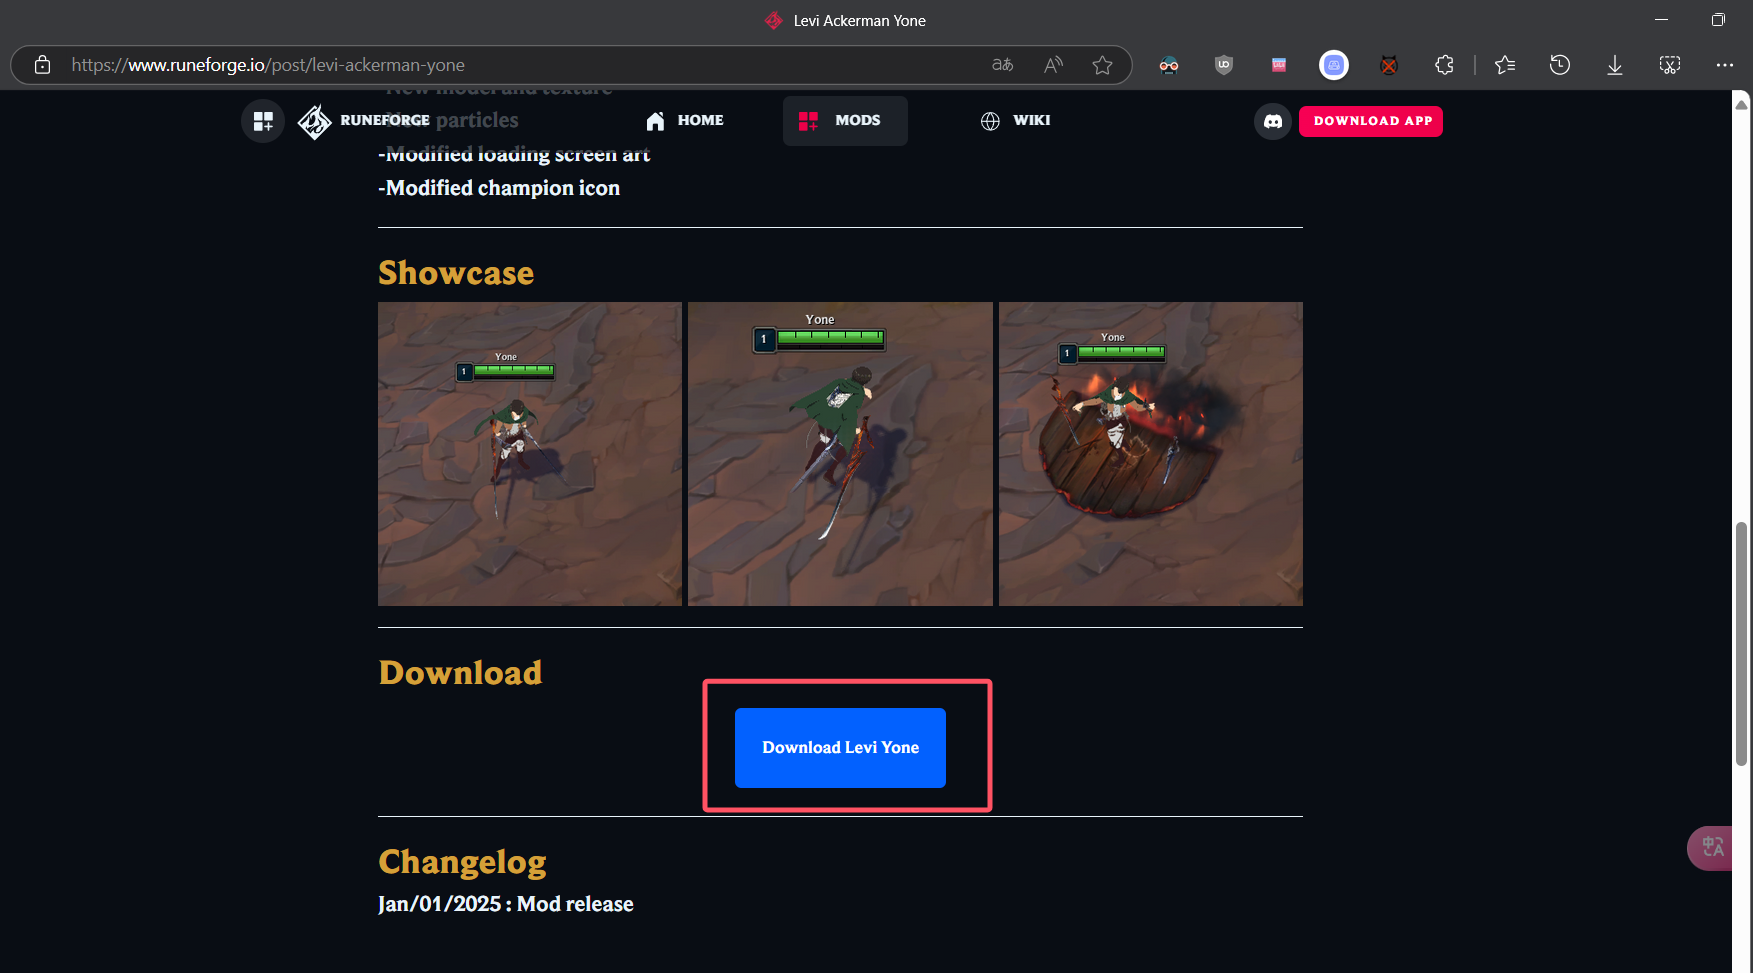 Levi Ackerman Yone
https://www.runeforge.io/post/levi-ackerman-yone
-New model and texture
RUNEFORGE
HOME
MODS
WIKI
DOWNLOAD APP
-New particles
-Modified loading screen art
-Modified champion icon
Showcase
Yone
1
Yone
1
Yone
1
Download
Download Levi Yone
Changelog
Jan/01/2025 : Mod release